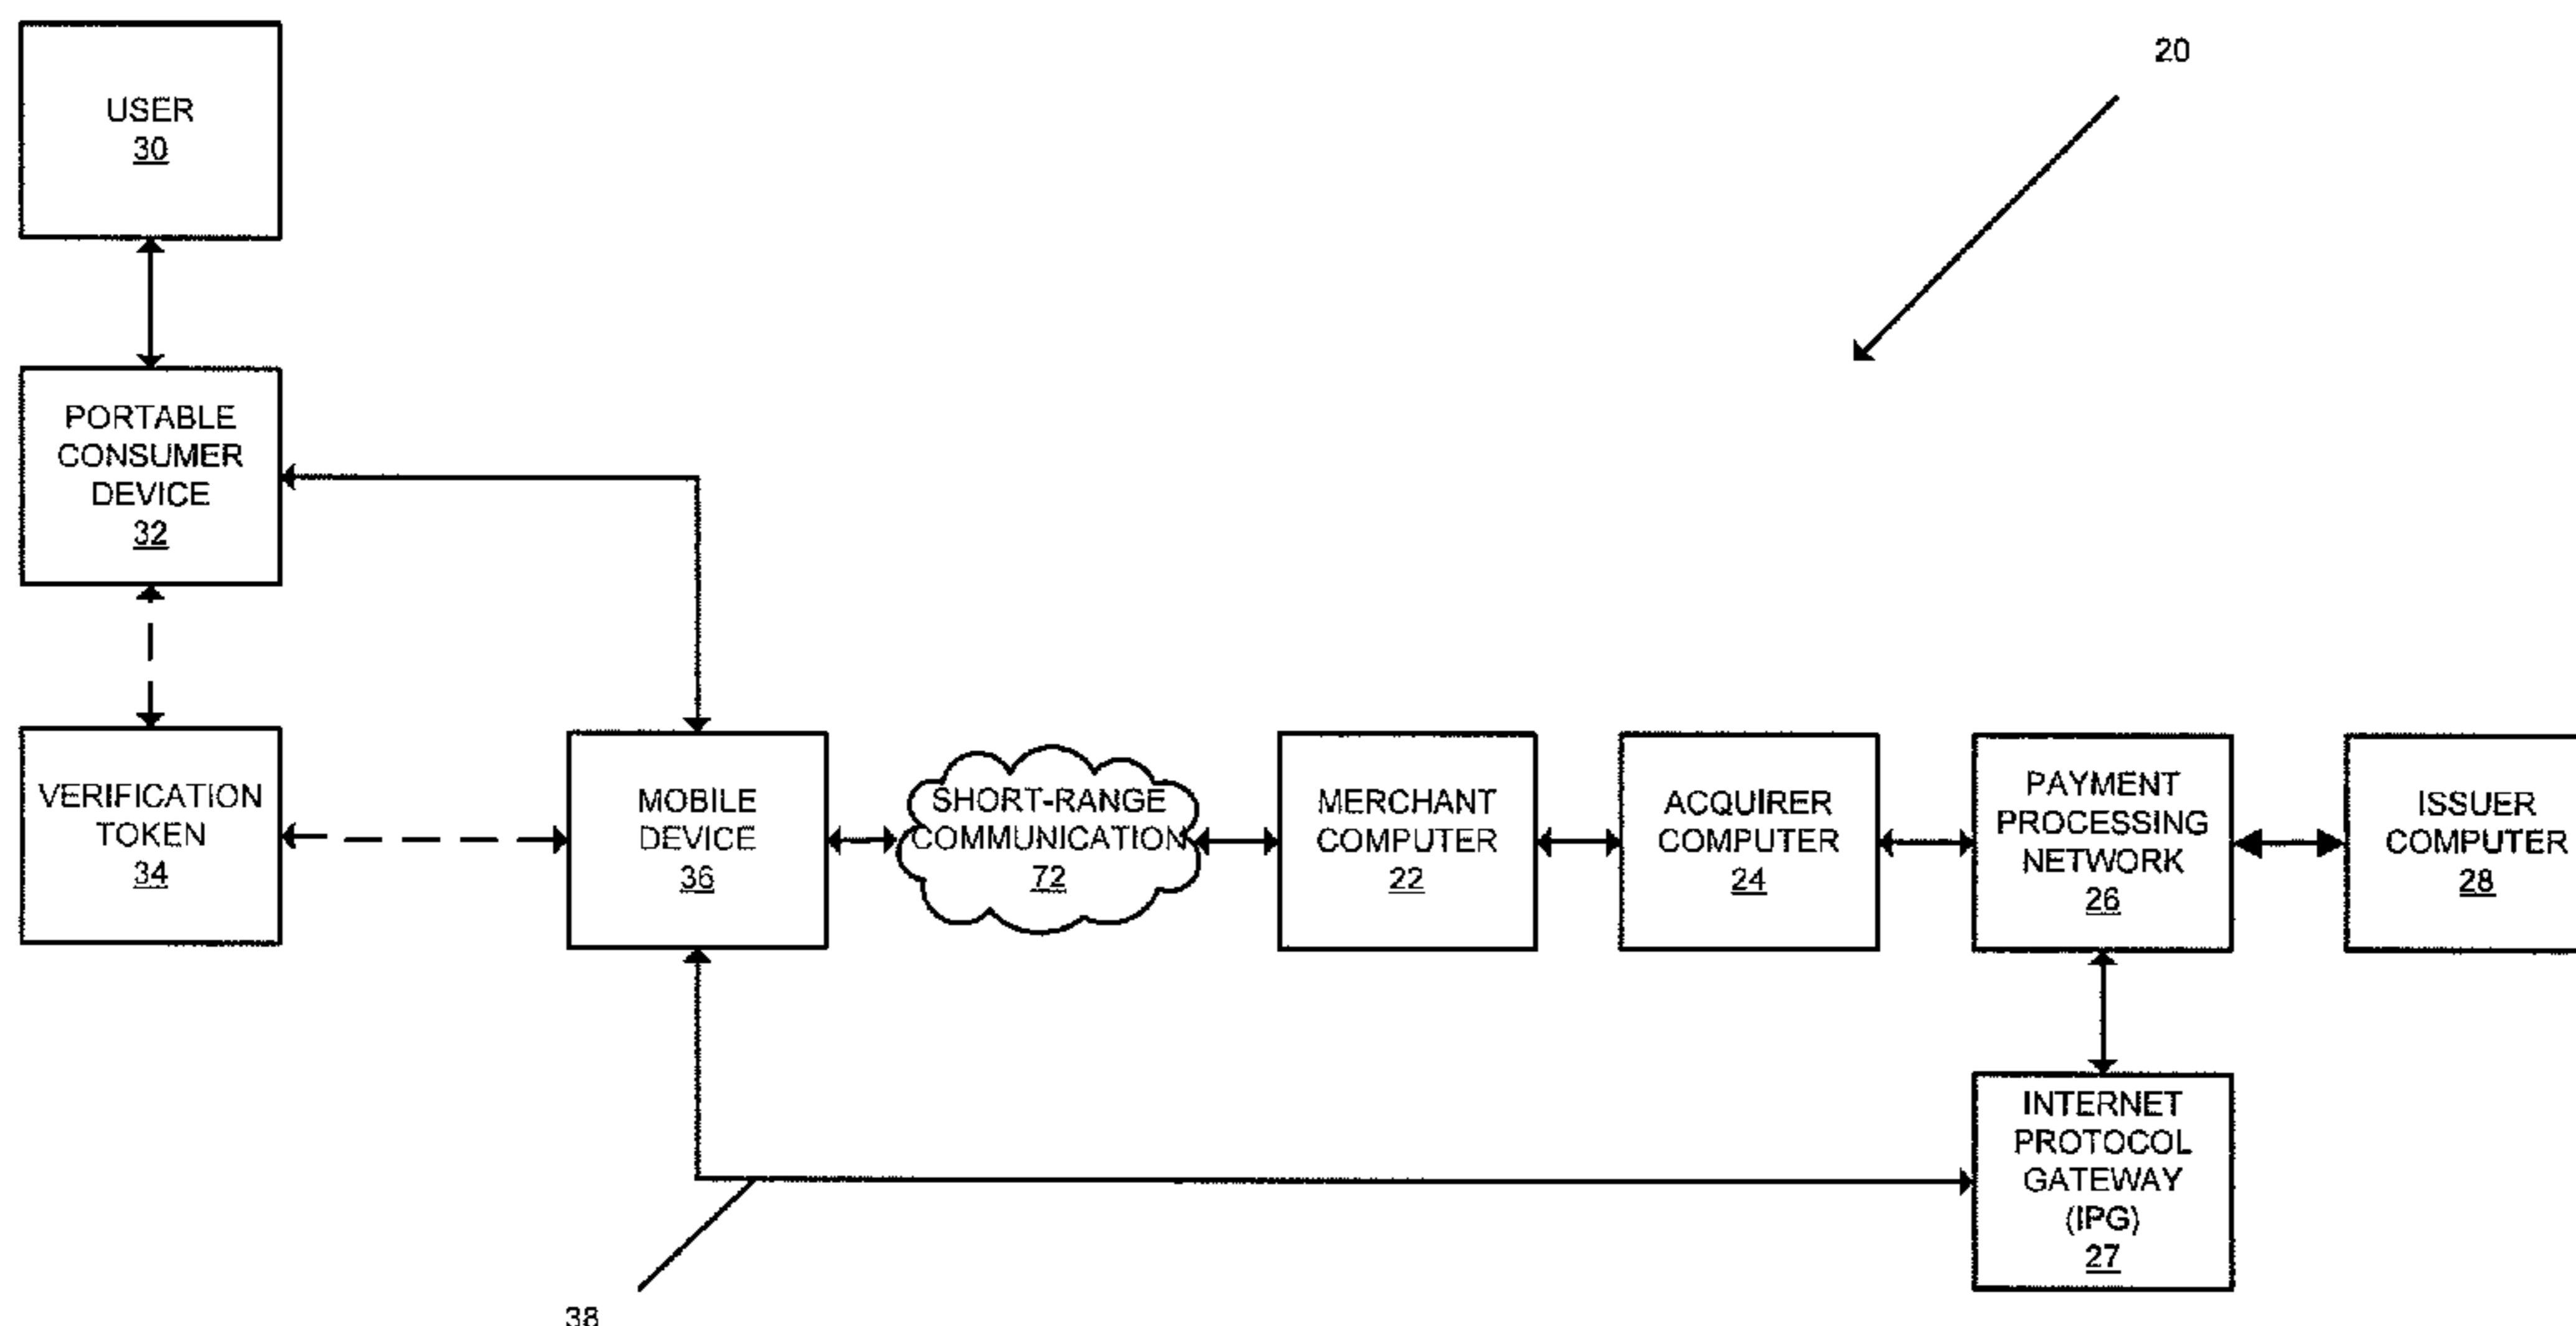 20
USER
30
PORTABLE
CONSUMER
DEVICE
32
VERIFICATION
TOKEN
34
MOBILE
DEVICE
36
SHORT-RANGE
COMMUNICATION
72
MERCHANT
COMPUTER
22
ACQUIRER
COMPUTER
24
PAYMENT
PROCESSING
NETWORK
26
ISSUER
COMPUTER
28
INTERNET
PROTOCOL
GATEWAY
(IPG)
27
38